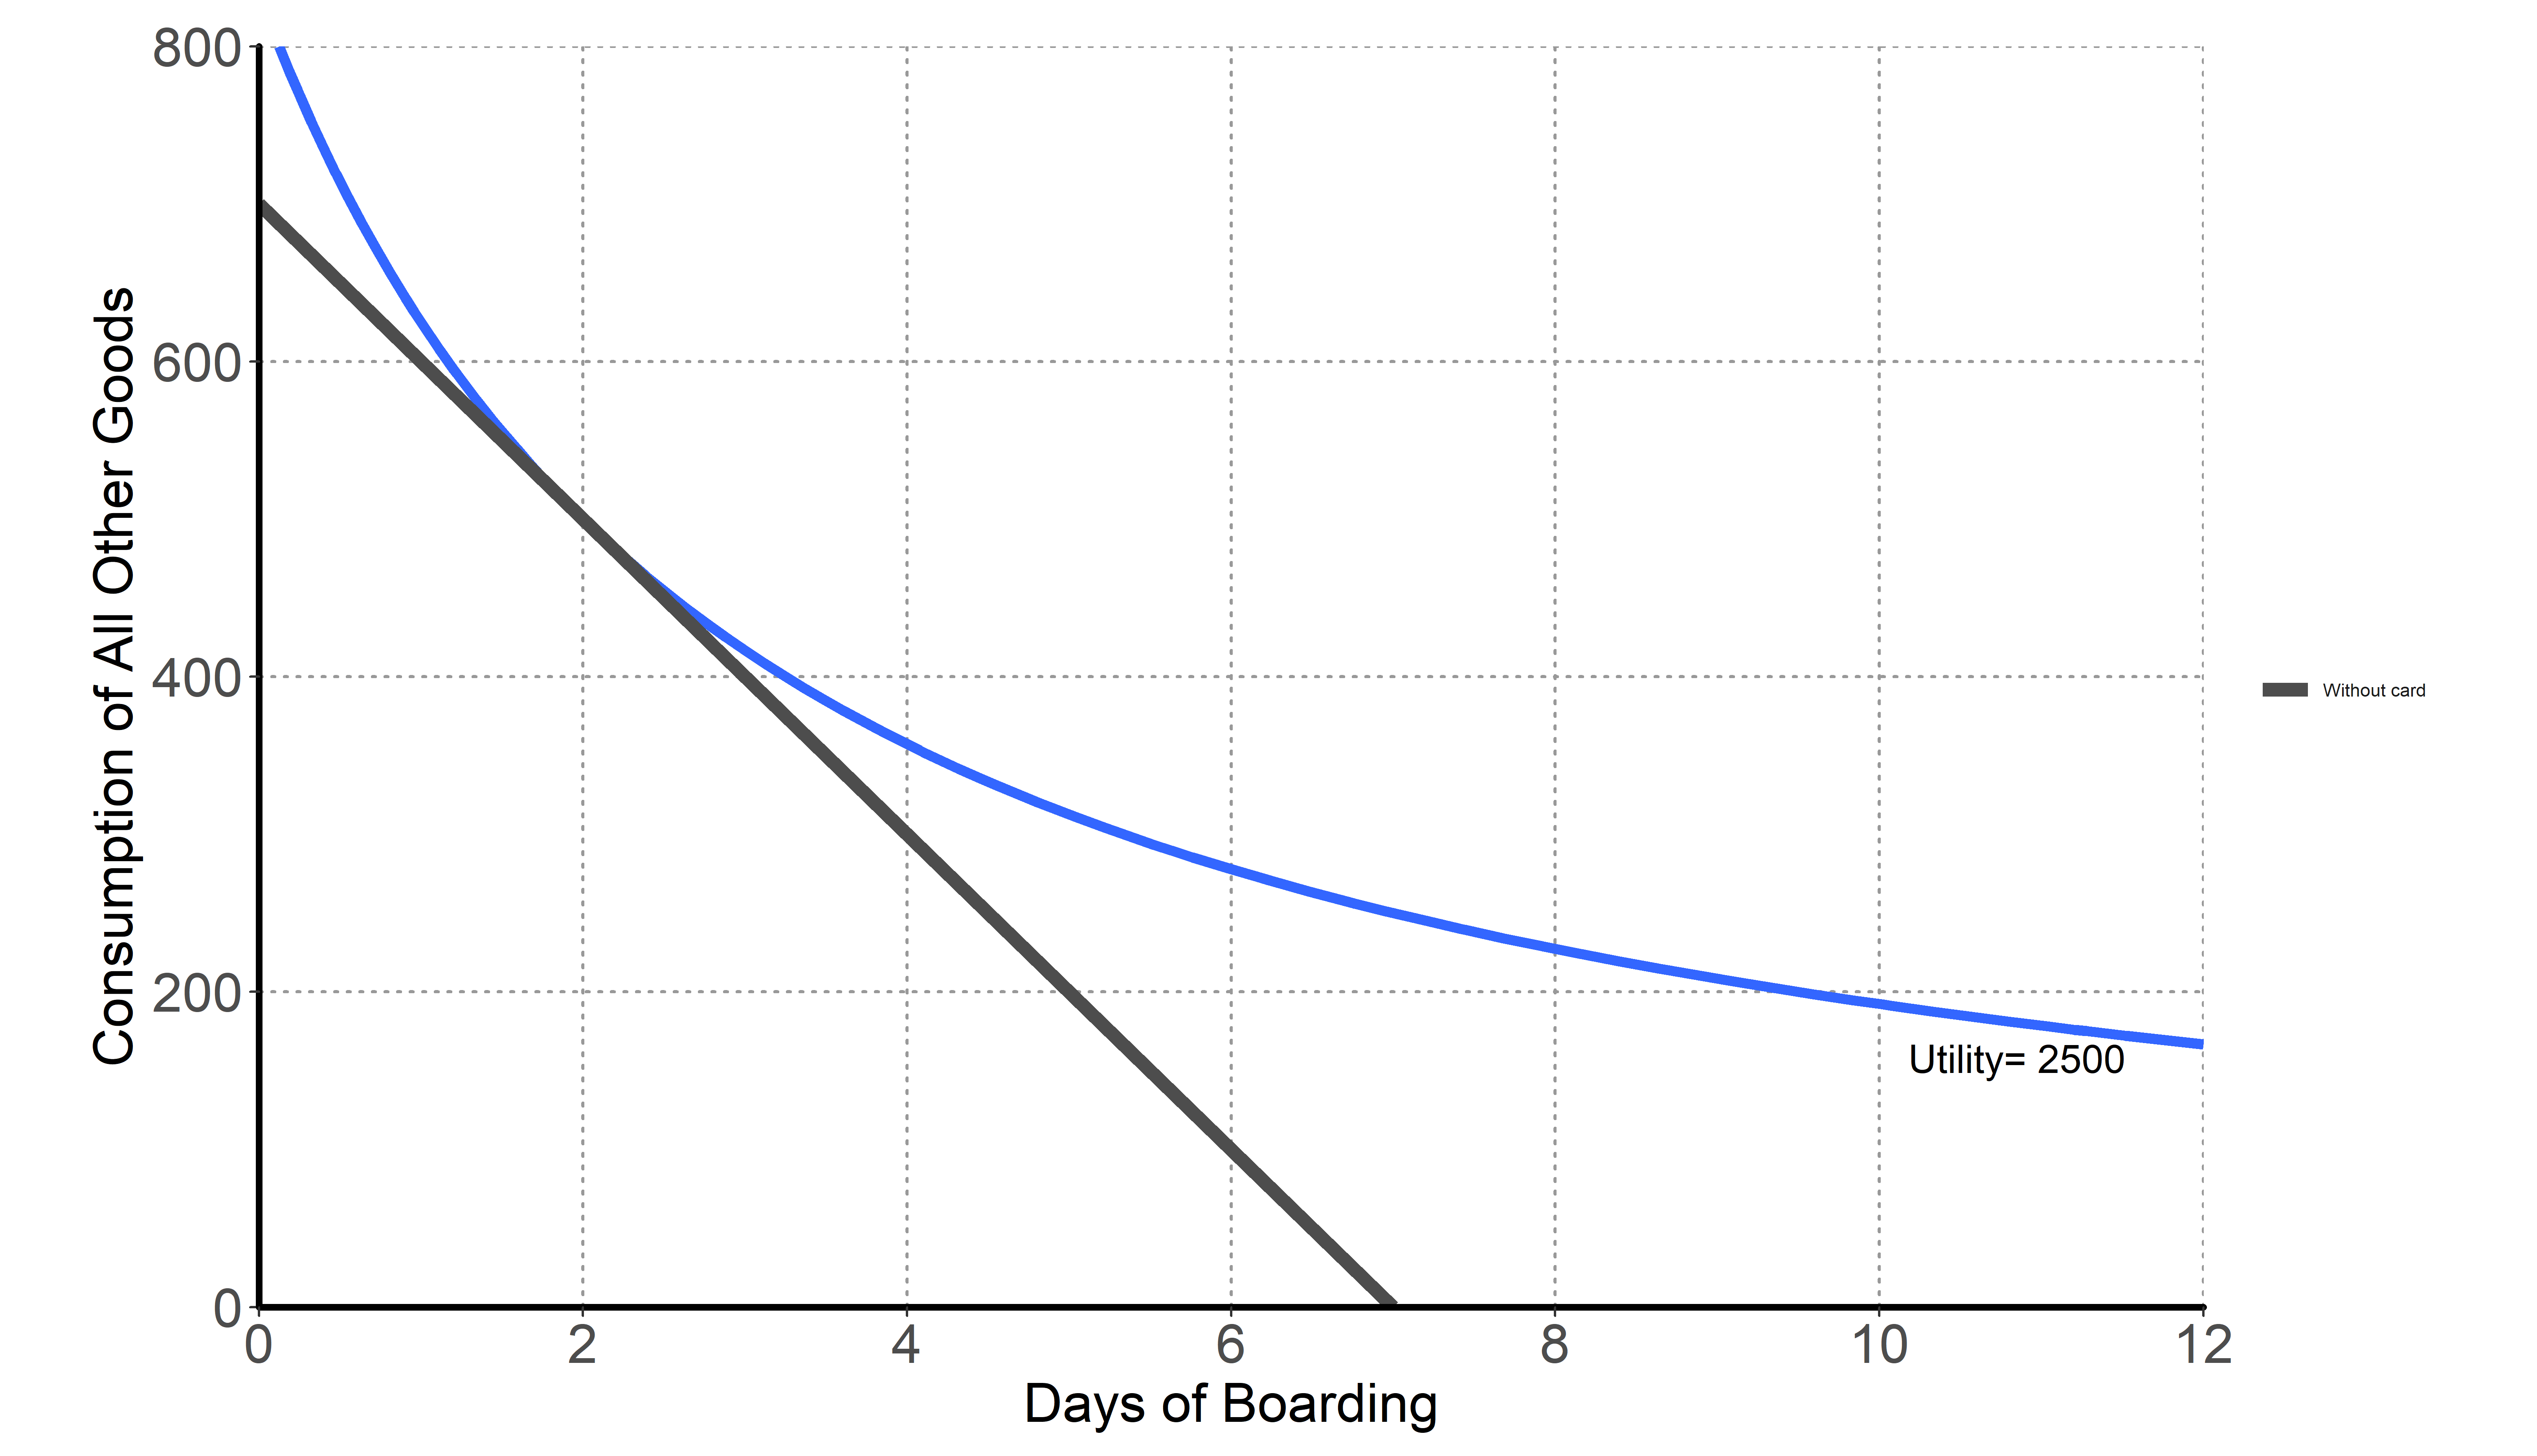 800
600
400
200
0
0 2 4 6 8 10 12
Consumption of All Other Goods
Days of Boarding
Utility= 2500
Without card